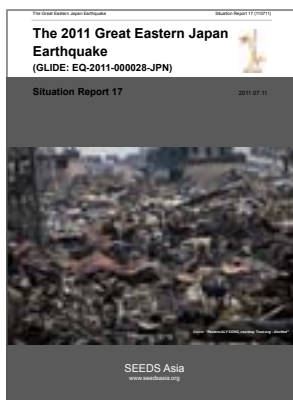 The Great Eastern Japan Earthquake
Situation Report 17 (110711)
The 2011 Great Eastern Japan
Earthquake
(GLIDE: EQ-2011-000028-JPN)
Situation Report 17
2011.07.11
SEEDS Asia
www.seedsasia.org